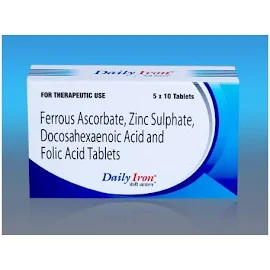 Daily Iron®
FOR THERAPEUTIC USE
5 x 10 Tablets
Ferrous Ascorbate, Zinc Sulphate,
Docosahexaenoic Acid and
Folic Acid Tablets
Daily Iron®
डेली आयरन